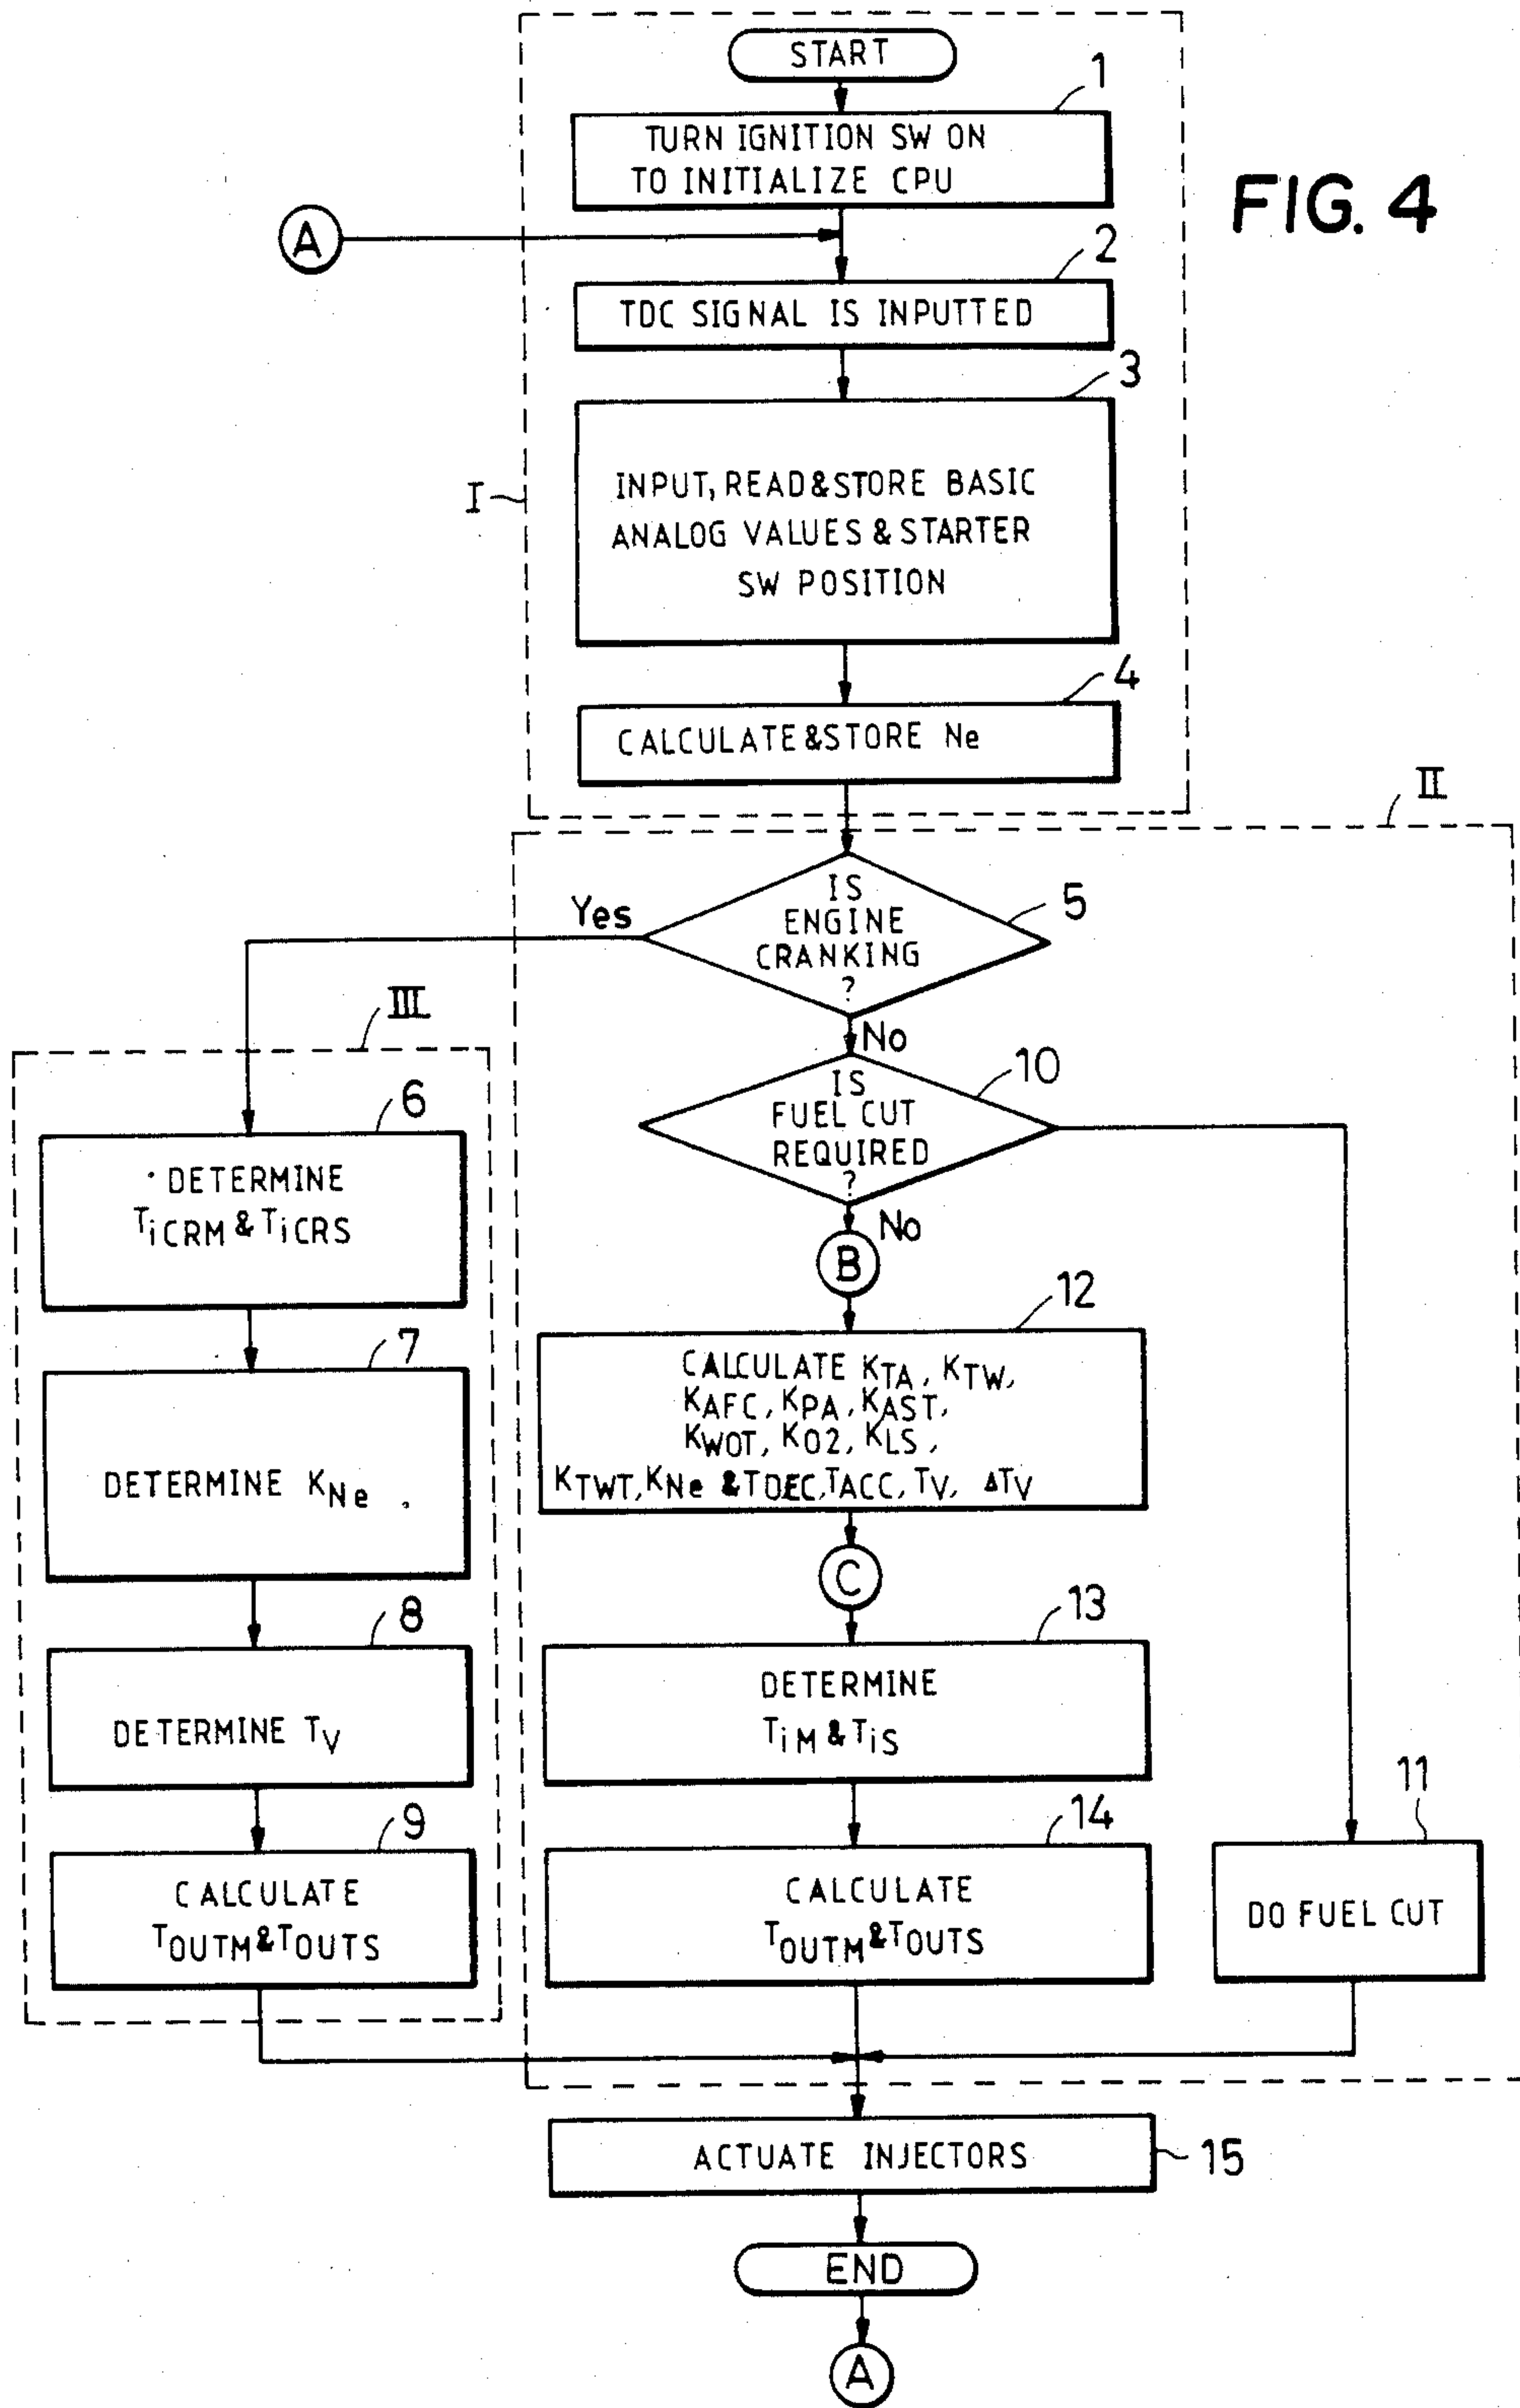 START
1
TURN IGNITION SW ON
TO INITIALIZE CPU
FIG. 4
A
2
TDC SIGNAL IS INPUTTED
3
INPUT, READ & STORE BASIC
ANALOG VALUES & STARTER
SW POSITION
I
4
CALCULATE & STORE Ne
II
IS
ENGINE
CRANKING
?
5
Yes
No
III
IS
FUEL CUT
REQUIRED
?
10
No
6
DETERMINE
TiCRM & TiCRS
B
12
CALCULATE KTA, KTW,
KAFC, KPA, KAST,
KWOT, KO2, KLS,
KTWT, KNe & TDEC, TACC, TV, ΔTV
7
DETERMINE KNe
C
8
DETERMINE TV
13
DETERMINE
TiM & TiS
9
CALCULATE
TOUTM & TOUTS
14
CALCULATE
TOUTM & TOUTS
11
DO FUEL CUT
ACTUATE INJECTORS
15
END
A